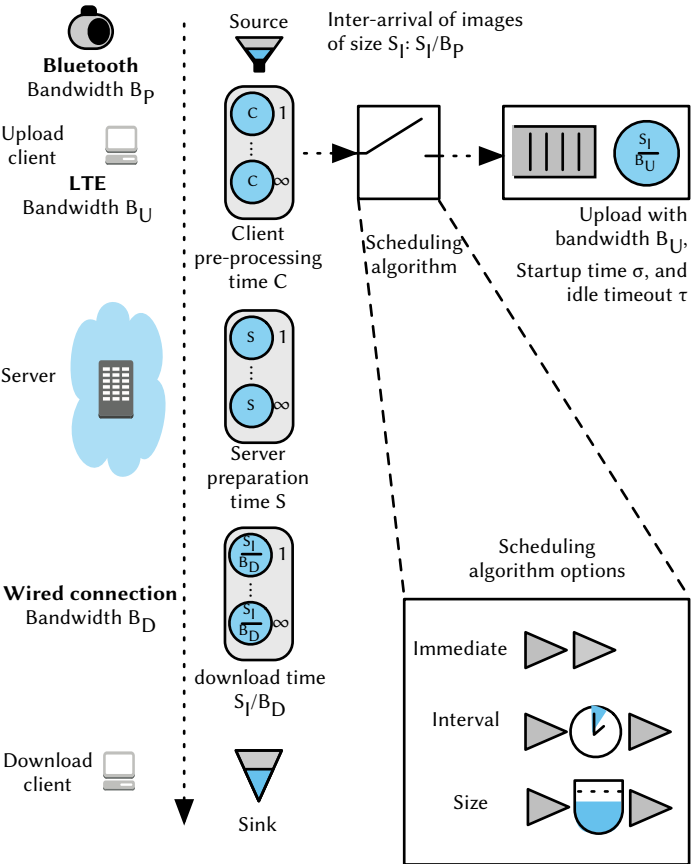 Source
Inter-arrival of images
of size S_I: S_I/B_P
Bluetooth
Bandwidth B_P
C 1
C ∞
Upload
client
LTE
Bandwidth B_U
Client
pre-processing
time C
Scheduling
algorithm
S_I
B_U
Upload with
bandwidth B_U,
Startup time σ, and
idle timeout τ
Server
S 1
S ∞
Server
preparation
time S
Wired connection
Bandwidth B_D
S_I
B_D
1
S_I
B_D
∞
download time
S_I/B_D
Download
client
Sink
Scheduling
algorithm options
Immediate
Interval
Size